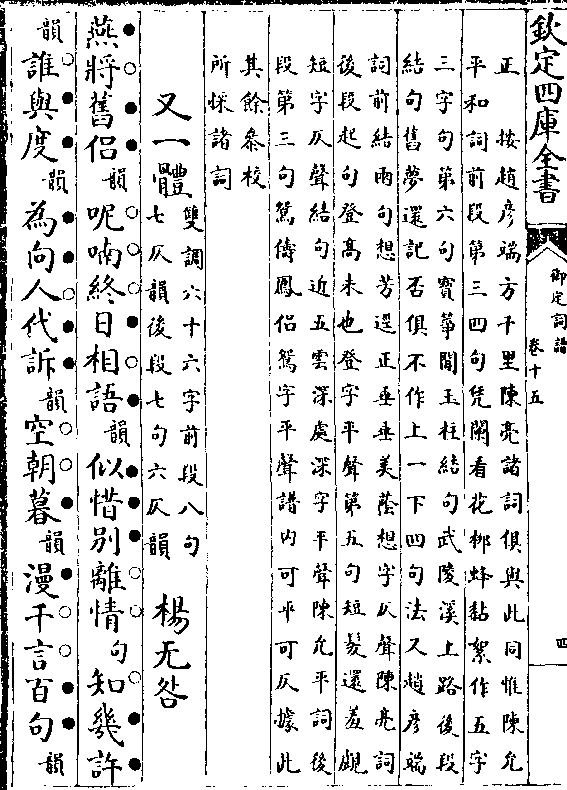 欽定四庫全書
御定詞譜
卷十五
四
正　按趙彥端方千里陳亮諸詞俱與此同惟陳允
平和詞前段第三四句凭闌看花柳蜂黏絮作五字
三字句第六句寶箏閒玉柱結句武陵溪上路後段
結句舊夢還記否俱不作上一下四句法又趙彥端
詞前結兩句想芳遊正垂垂美蔭想字仄聲陳亮詞
後段起句登高未也登字平聲第五句短髮還羞覷
短字仄聲結句近五雲深處深字平聲陳允平詞後
段第三句鴛儔鳳侶鴛字平聲譜內可平可仄據此
其餘叅校
所採諸詞
又一體雙調六十六字前段八句
七仄韻後段七句六仄韻　楊无咎
燕將舊侶韻呢喃終日相語韻似惜別離情句知幾許
韻誰與度韻為向人代訴韻空朝暮韻漫千言百句韻